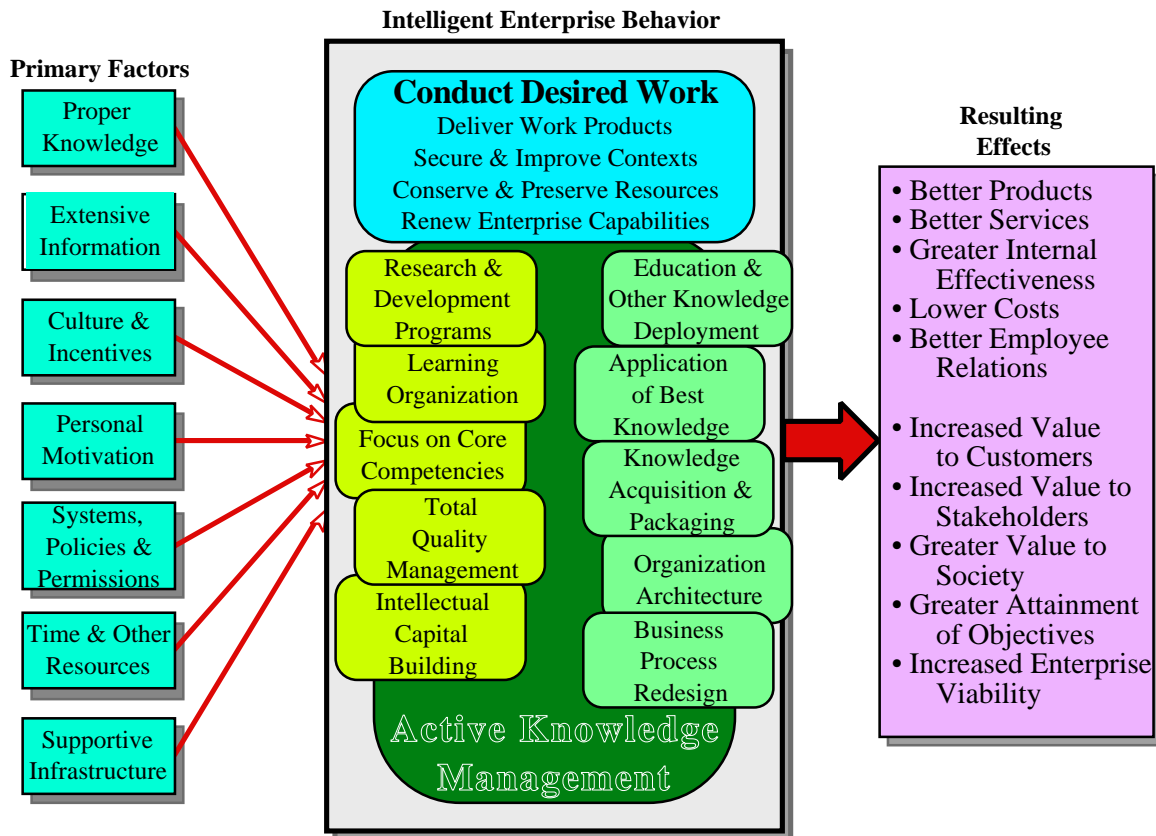 Intelligent Enterprise Behavior
Primary Factors
Proper
Knowledge
Extensive
Information
Culture &
Incentives
Personal
Motivation
Systems,
Policies &
Permissions
Time & Other
Resources
Supportive
Infrastructure
Conduct Desired Work
Deliver Work Products
Secure & Improve Contexts
Conserve & Preserve Resources
Renew Enterprise Capabilities
Research &
Development
Programs
Learning
Organization
Focus on Core
Competencies
Total
Quality
Management
Intellectual
Capital
Building
Education &
Other Knowledge
Deployment
Application
of Best
Knowledge
Knowledge
Acquisition &
Packaging
Organization
Architecture
Business
Process
Redesign
Active Knowledge
Management
Resulting
Effects
• Better Products
• Better Services
• Greater Internal
Effectiveness
• Lower Costs
• Better Employee
Relations
• Increased Value
to Customers
• Increased Value to
Stakeholders
• Greater Value to
Society
• Greater Attainment
of Objectives
• Increased Enterprise
Viability